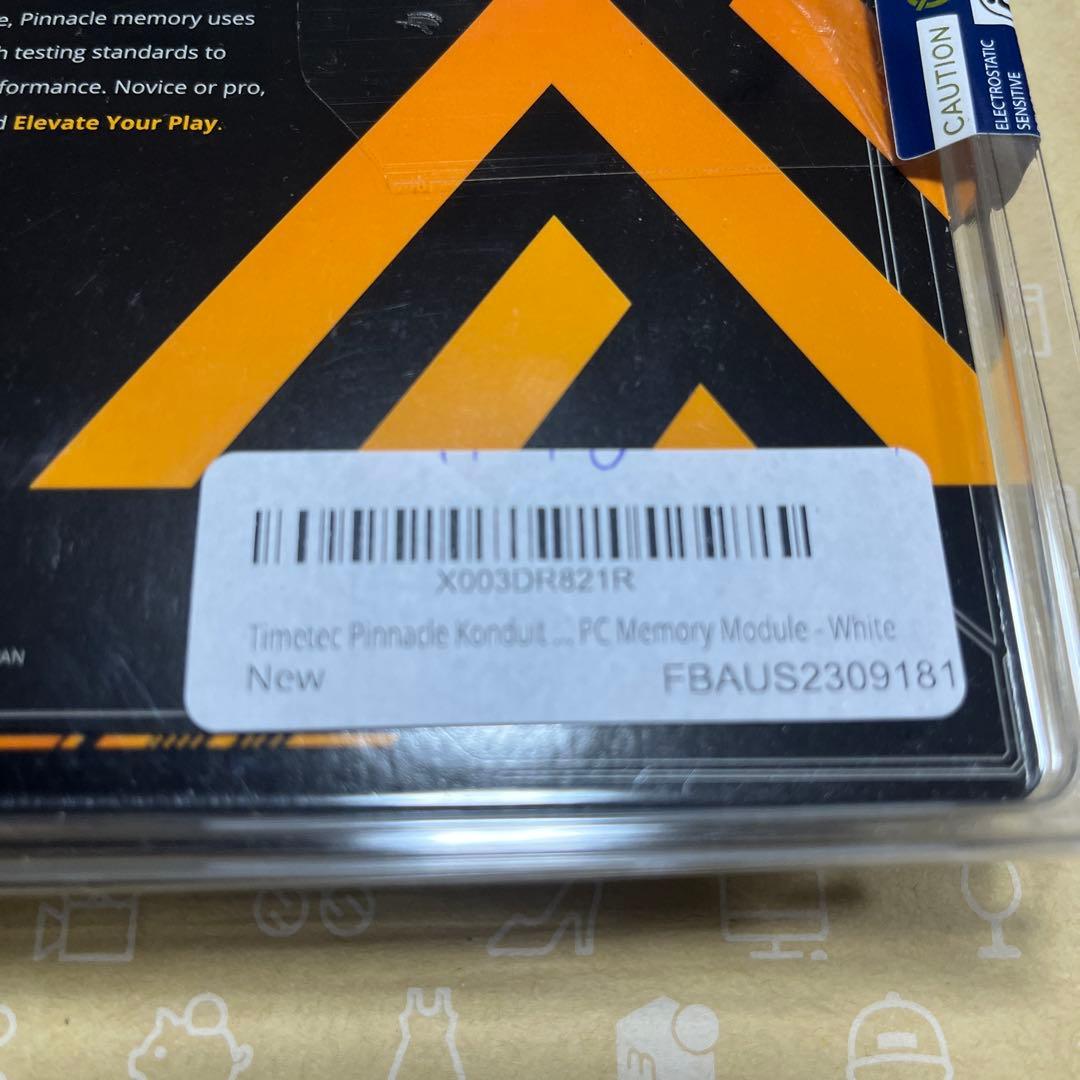 e, Pinnacle memory uses
h testing standards to
formance. Novice or pro,
d Elevate Your Play.
CAUTION
ELECTROSTATIC
SENSITIVE
X003DR821R
Timetec Pinnacle Konduit ... PC Memory Module - White
New FBAUS2309181
AN